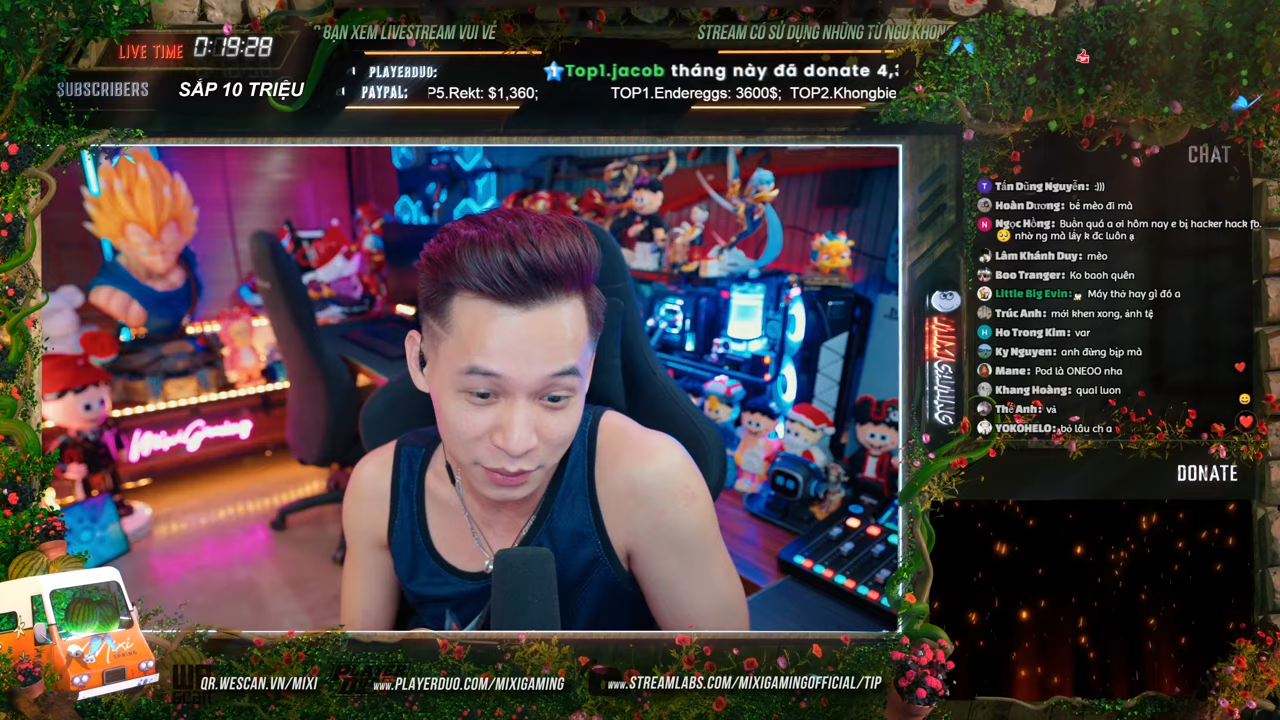 BẠN XEM LIVESTREAM VUI VẺ
STREAM CÓ SỬ DỤNG NHỮNG TỪ NGỮ KHÔN
LIVE TIME 0:19:28
SUBSCRIBERS SẮP 10 TRIỆU
PLAYERDUO:
Top1.jacob tháng này đã donate 4,
PAYPAL:
P5.Rekt: $1,360;
TOP1.Endereggs: 3600$; TOP2.Khongbie
CHAT
Tấn Dũng Nguyễn: :)))
Hoàn Dương: bế mèo đi mà
Ngọc Hồng: Buồn quá a ơi hôm nay e bị hacker hack fb.
nhờ ng mà lấy k đc luôn ạ
Lâm Khánh Duy: mèo
Boo Tranger: Ko baoh quên
Little Big Evin: Máy thở hay gì đó a
Trúc Anh: mới khen xong, ảnh tệ
Ho Trong Kim: var
Ky Nguyen: anh đừng bịp mà
Mane: Pod là ONEOO nha
Khang Hoàng: quai luon
Thế Anh: vả
YOKOHELO: bỏ lâu ch a
MixiGaming
MIXIGAMING
DONATE
Mixi
QR.WESCAN.VN/MIXI
WWW.PLAYERDUO.COM/MIXIGAMING
WWW.STREAMLABS.COM/MIXIGAMINGOFFICIAL/TIP